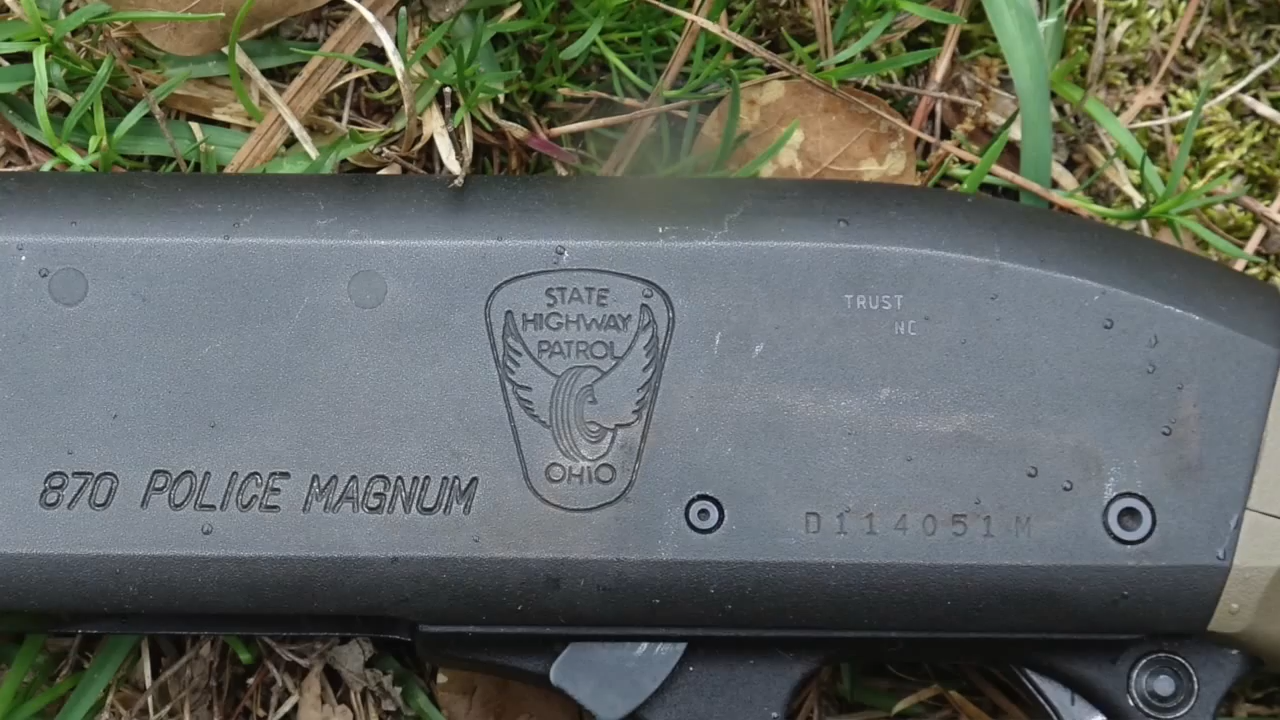 STATE
HIGHWAY
PATROL
OHIO
TRUST
NC
870 POLICE MAGNUM
D114051M